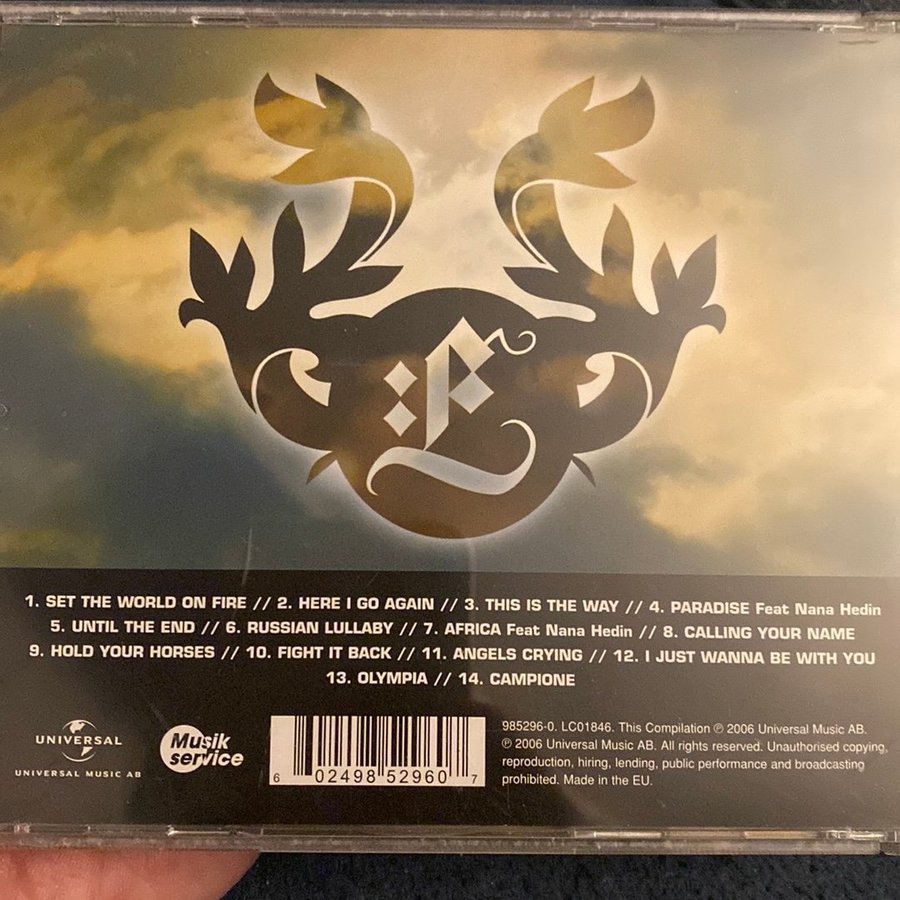 :E
1. SET THE WORLD ON FIRE // 2. HERE I GO AGAIN // 3. THIS IS THE WAY // 4. PARADISE Feat Nana Hedin
5. UNTIL THE END // 6. RUSSIAN LULLABY // 7. AFRICA Feat Nana Hedin // 8. CALLING YOUR NAME
9. HOLD YOUR HORSES // 10. FIGHT IT BACK // 11. ANGELS CRYING // 12. I JUST WANNA BE WITH YOU
13. OLYMPIA // 14. CAMPIONE
UNIVERSAL
UNIVERSAL MUSIC AB
Musik
service
6 02498 52960 7
985296-0. LC01846. This Compilation ℗ 2006 Universal Music AB.
℗ 2006 Universal Music AB. All rights reserved. Unauthorised copying,
reproduction, hiring, lending, public performance and broadcasting
prohibited. Made in the EU.